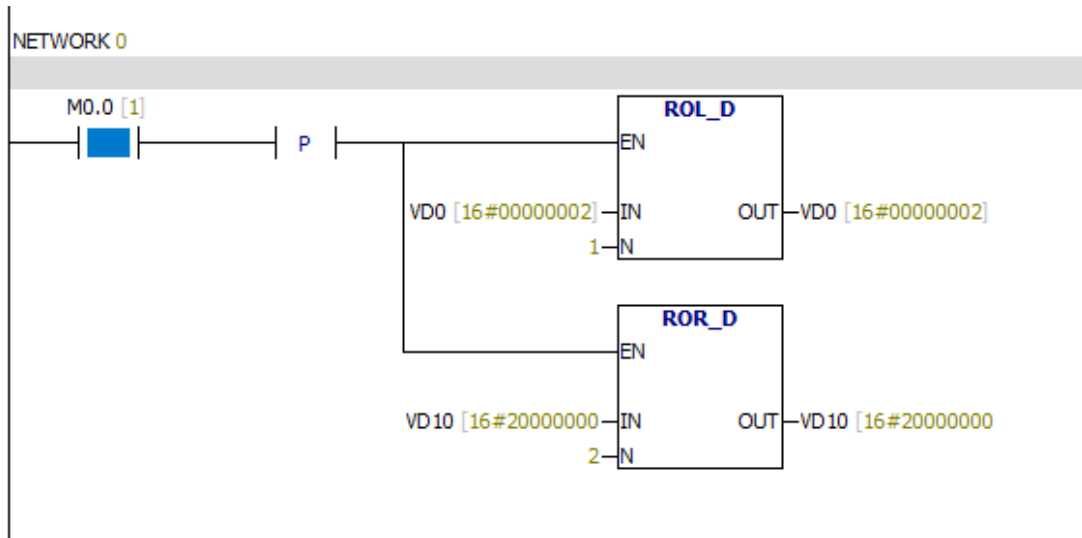 NETWORK 0
M0.0 [1]
P
ROL_D
EN
VD0 [16#00000002] IN OUT VD0 [16#00000002]
1 N
ROR_D
EN
VD10 [16#20000000 IN OUT VD10 [16#20000000
2 N